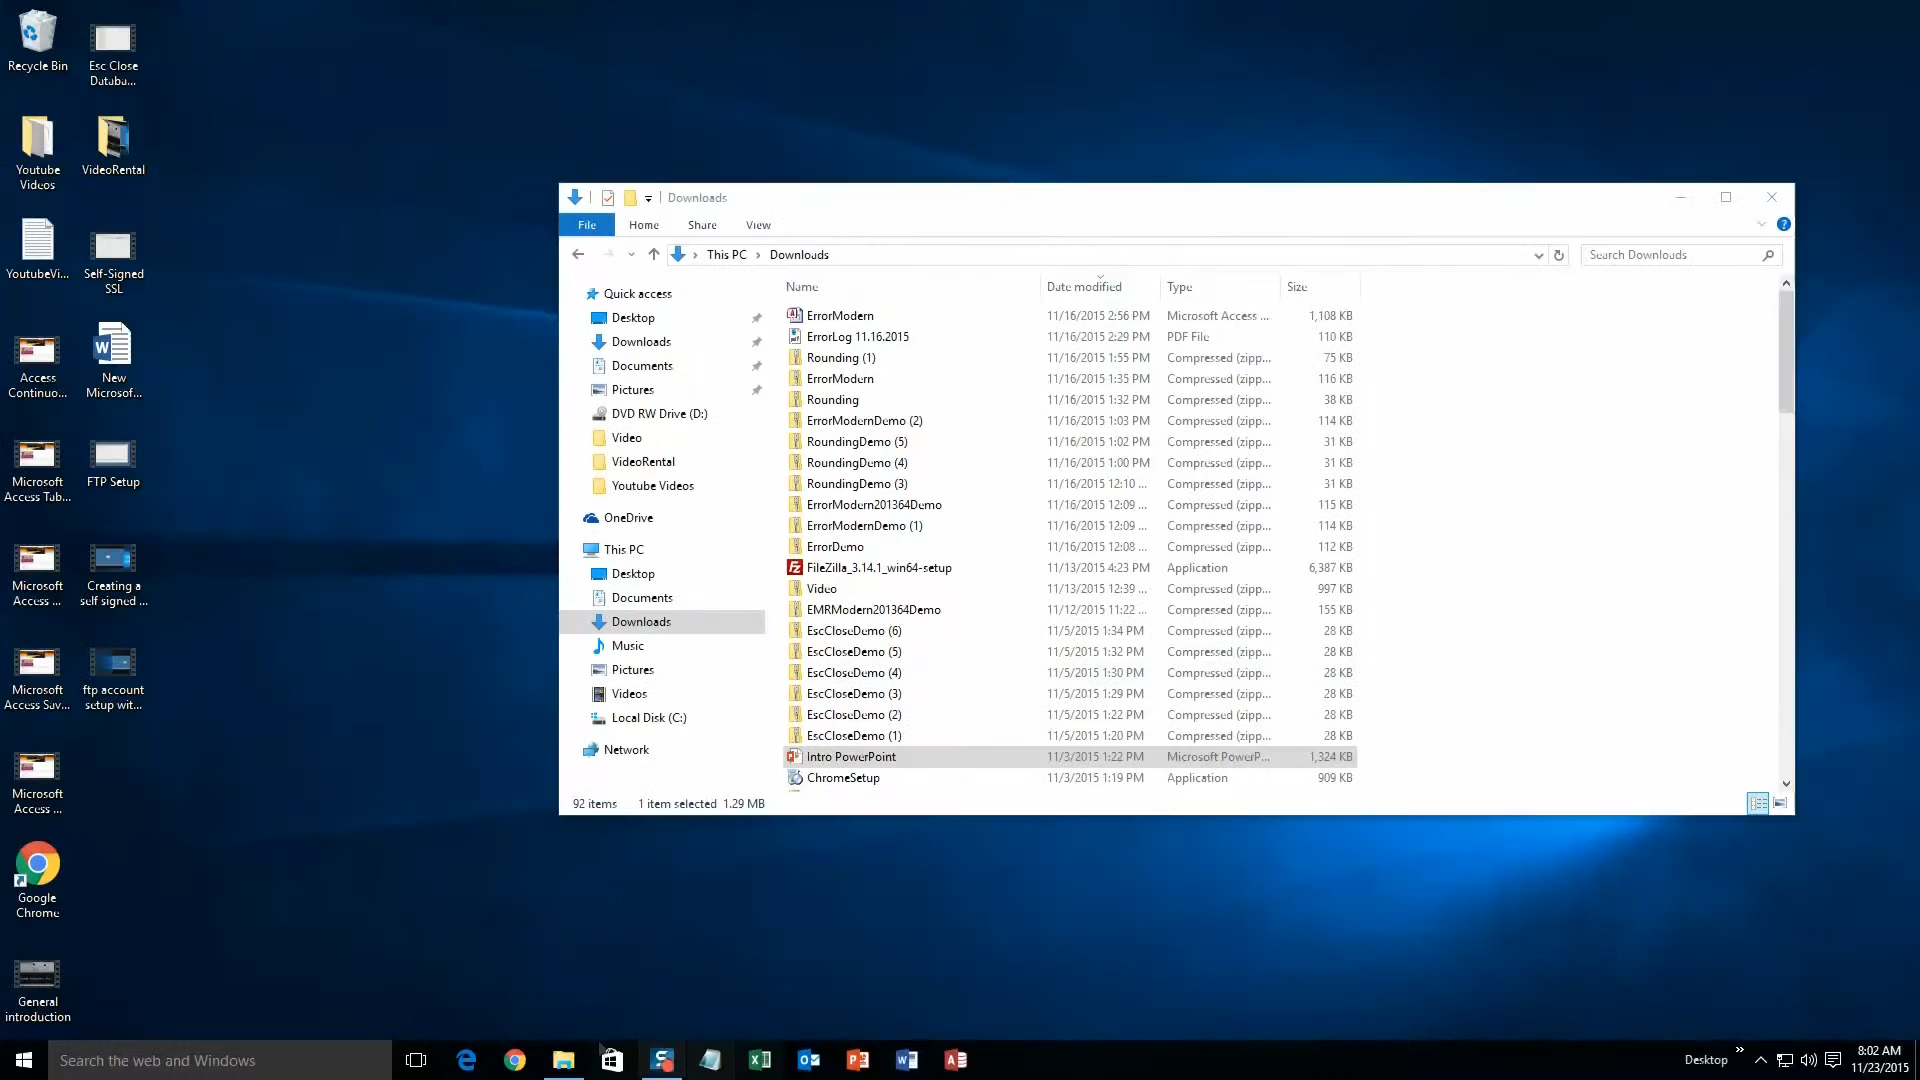 Recycle Bin
Esc Close
Databa...
Youtube
Videos
VideoRental
YoutubeVi...
Self-Signed
SSL
Access
Continuo...
New
Microsof...
Microsoft
Access Tab...
FTP Setup
Microsoft
Access ...
Creating a
self signed ...
Microsoft
Access Sav...
ftp account
setup wit...
Microsoft
Access ...
Google
Chrome
General
introduction
Downloads
File Home Share View
This PC > Downloads
Search Downloads
Quick access
Desktop
Downloads
Documents
Pictures
DVD RW Drive (D:)
Video
VideoRental
Youtube Videos
OneDrive
This PC
Desktop
Documents
Downloads
Music
Pictures
Videos
Local Disk (C:)
Network
Name Date modified Type Size
ErrorModern 11/16/2015 2:56 PM Microsoft Access ... 1,108 KB
ErrorLog 11.16.2015 11/16/2015 2:29 PM PDF File 110 KB
Rounding (1) 11/16/2015 1:55 PM Compressed (zipp... 75 KB
ErrorModern 11/16/2015 1:35 PM Compressed (zipp... 116 KB
Rounding 11/16/2015 1:32 PM Compressed (zipp... 38 KB
ErrorModernDemo (2) 11/16/2015 1:03 PM Compressed (zipp... 114 KB
RoundingDemo (5) 11/16/2015 1:02 PM Compressed (zipp... 31 KB
RoundingDemo (4) 11/16/2015 1:00 PM Compressed (zipp... 31 KB
RoundingDemo (3) 11/16/2015 12:10 ... Compressed (zipp... 31 KB
ErrorModern201364Demo 11/16/2015 12:09 ... Compressed (zipp... 115 KB
ErrorModernDemo (1) 11/16/2015 12:09 ... Compressed (zipp... 114 KB
ErrorDemo 11/16/2015 12:08 ... Compressed (zipp... 112 KB
FileZilla_3.14.1_win64-setup 11/13/2015 4:23 PM Application 6,387 KB
Video 11/13/2015 12:39 ... Compressed (zipp... 997 KB
EMRModern201364Demo 11/12/2015 11:22 ... Compressed (zipp... 155 KB
EscCloseDemo (6) 11/5/2015 1:34 PM Compressed (zipp... 28 KB
EscCloseDemo (5) 11/5/2015 1:32 PM Compressed (zipp... 28 KB
EscCloseDemo (4) 11/5/2015 1:30 PM Compressed (zipp... 28 KB
EscCloseDemo (3) 11/5/2015 1:29 PM Compressed (zipp... 28 KB
EscCloseDemo (2) 11/5/2015 1:22 PM Compressed (zipp... 28 KB
EscCloseDemo (1) 11/5/2015 1:20 PM Compressed (zipp... 28 KB
Intro PowerPoint 11/3/2015 1:22 PM Microsoft PowerP... 1,324 KB
ChromeSetup 11/3/2015 1:19 PM Application 909 KB
92 items 1 item selected 1.29 MB
Search the web and Windows
Desktop
8:02 AM
11/23/2015